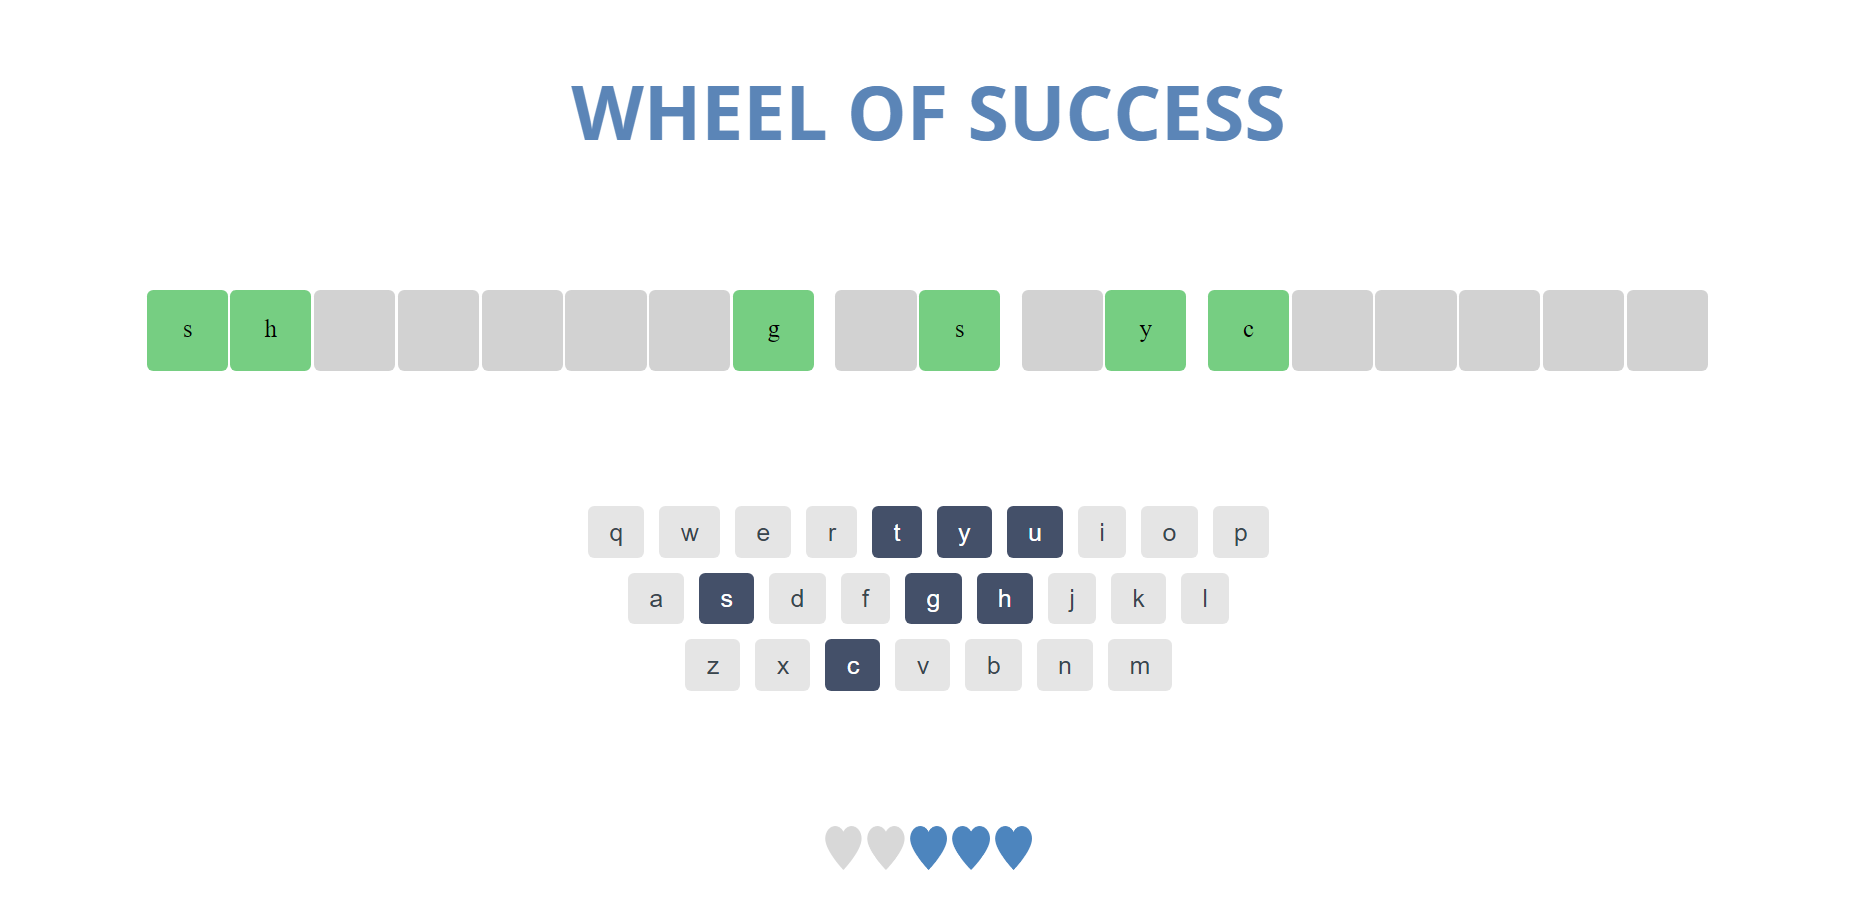 WHEEL OF SUCCESS
s h g s y c
q w e r t y u i o p
a s d f g h j k l
z x c v b n m